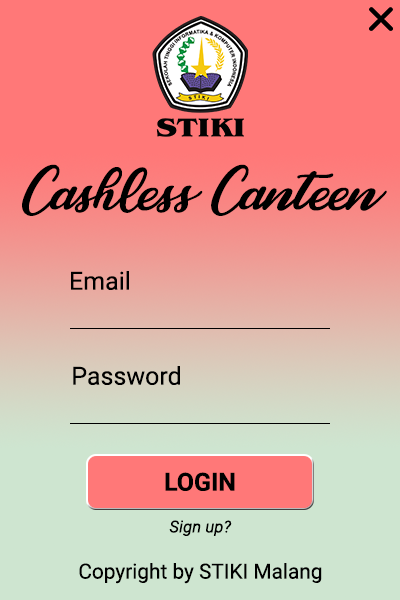 SEKOLAH TINGGI INFORMATIKA & KOMPUTER INDONESIA
STIKI
STIKI
Cashless Canteen
Email
Password
LOGIN
Sign up?
Copyright by STIKI Malang